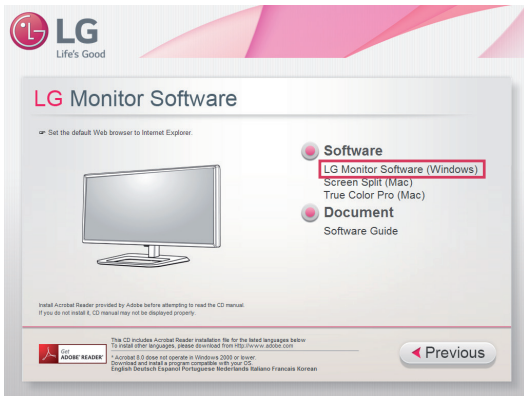 LG
Life's Good
LG Monitor Software
☞ Set the default Web browser to Internet Explorer.
Software
LG Monitor Software (Windows)
Screen Split (Mac)
True Color Pro (Mac)
Document
Software Guide
Install Acrobat Reader provided by Adobe before attempting to read the CD manual.
If you do not install it, CD manual may not be displayed properly.
Get
ADOBE® READER®
This CD includes Acrobat Reader installation file for the listed languages below
To install other languages, please download from Http://www.adobe.com
* Acrobat 8.0 dose not operate in Windows 2000 or lower.
Download and install a program compatible with your OS.
English Deutsch Espanol Portuguese Nederlands Italiano Francais Korean
Previous